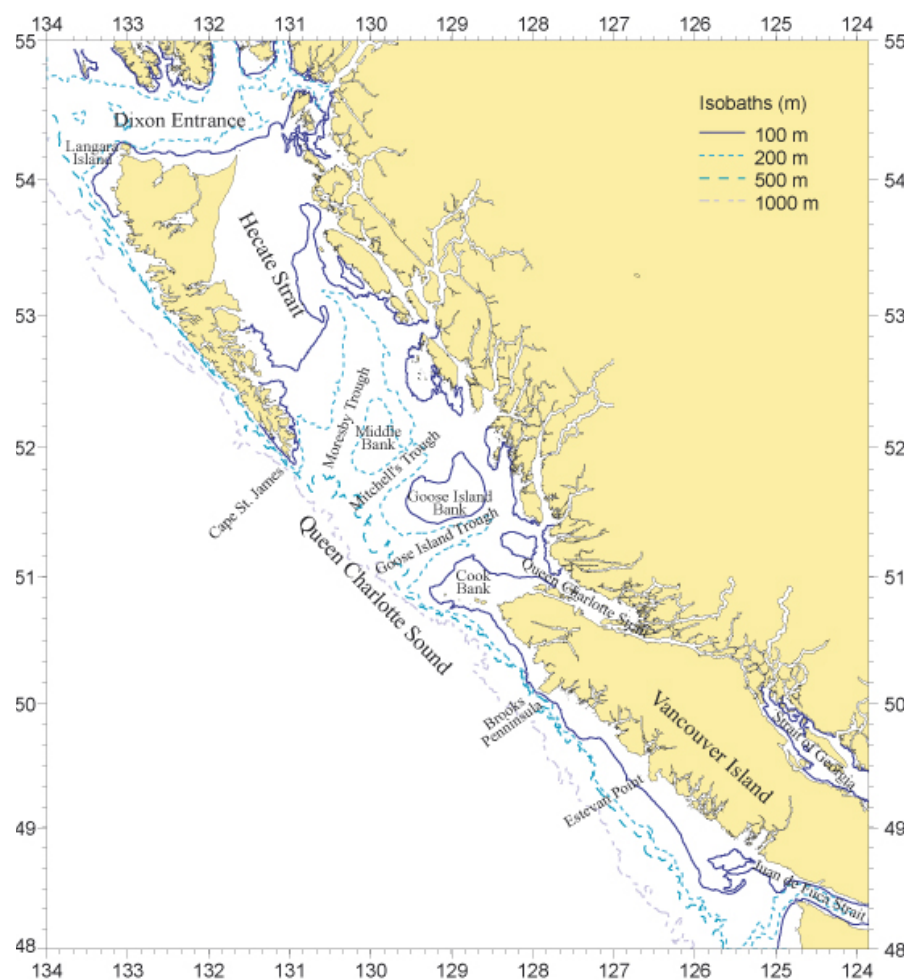 134 133 132 131 130 129 128 127 126 125 124
55
55
Isobaths (m)
100 m
200 m
500 m
1000 m
Dixon Entrance
Langara
Island
54
54
Hecate Strait
53
53
Moresby Trough
Middle
Bank
52
52
Mitchell's Trough
Cape St. James
Goose Island
Bank
Goose Island Trough
Queen Charlotte Sound
51
51
Cook
Bank
Queen Charlotte Strait
50
50
Brooks
Penninsula
Vancouver Island
Strait of Georgia
Estevan Point
49
49
Juan de Fuca Strait
48
48
134 133 132 131 130 129 128 127 126 125 124